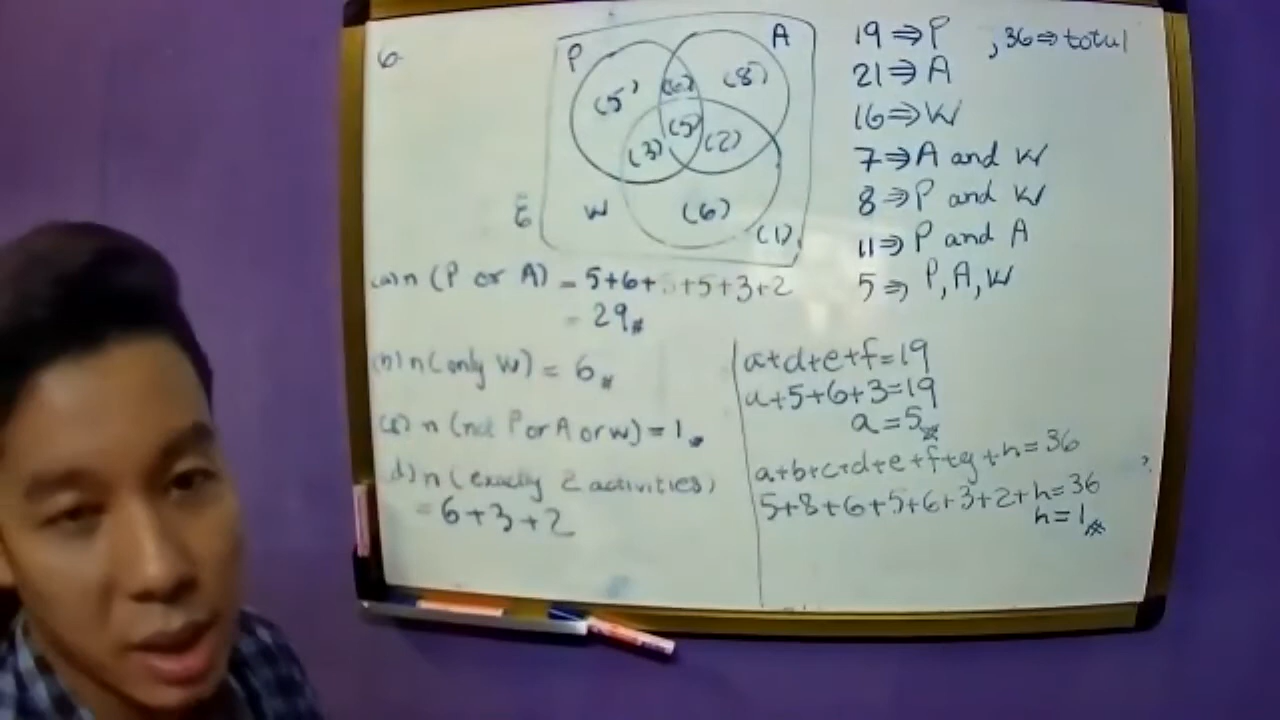 6.
P
A
(5)
(6)
(8)
(5)
(3)
(2)
W
(6)
(1)
19 ⇒ P , 36 ⇒ total
21 ⇒ A
16 ⇒ W
7 ⇒ A and W
8 ⇒ P and W
11 ⇒ P and A
5 ⇒ P, A, W
n (P or A) = 5+6+ +5+3+2
= 29
n (only W) = 6
n (not P or A or W) = 1
d) n (exactly 2 activities)
= 6+3+2
a+d+e+f=19
a+5+6+3=19
a=5
a+b+c+d+e+f+g+h=36
5+8+6+5+6+3+2+h=36
h=1